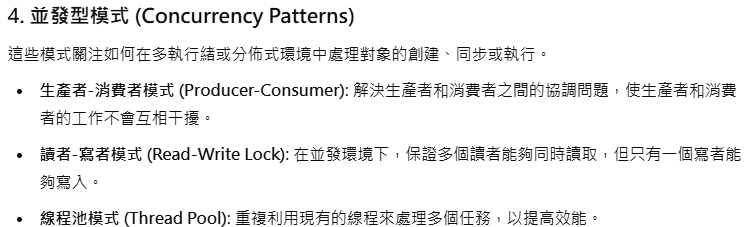 4. 並發型模式 (Concurrency Patterns)
這些模式關注如何在多執行緒或分佈式環境中處理對象的創建、同步或執行。
• 生產者-消費者模式 (Producer-Consumer): 解決生產者和消費者之間的協調問題，使生產者和消費
者的工作不會互相干擾。
• 讀者-寫者模式 (Read-Write Lock): 在並發環境下，保證多個讀者能夠同時讀取，但只有一個寫者能
夠寫入。
• 線程池模式 (Thread Pool): 重複利用現有的線程來處理多個任務，以提高效能。